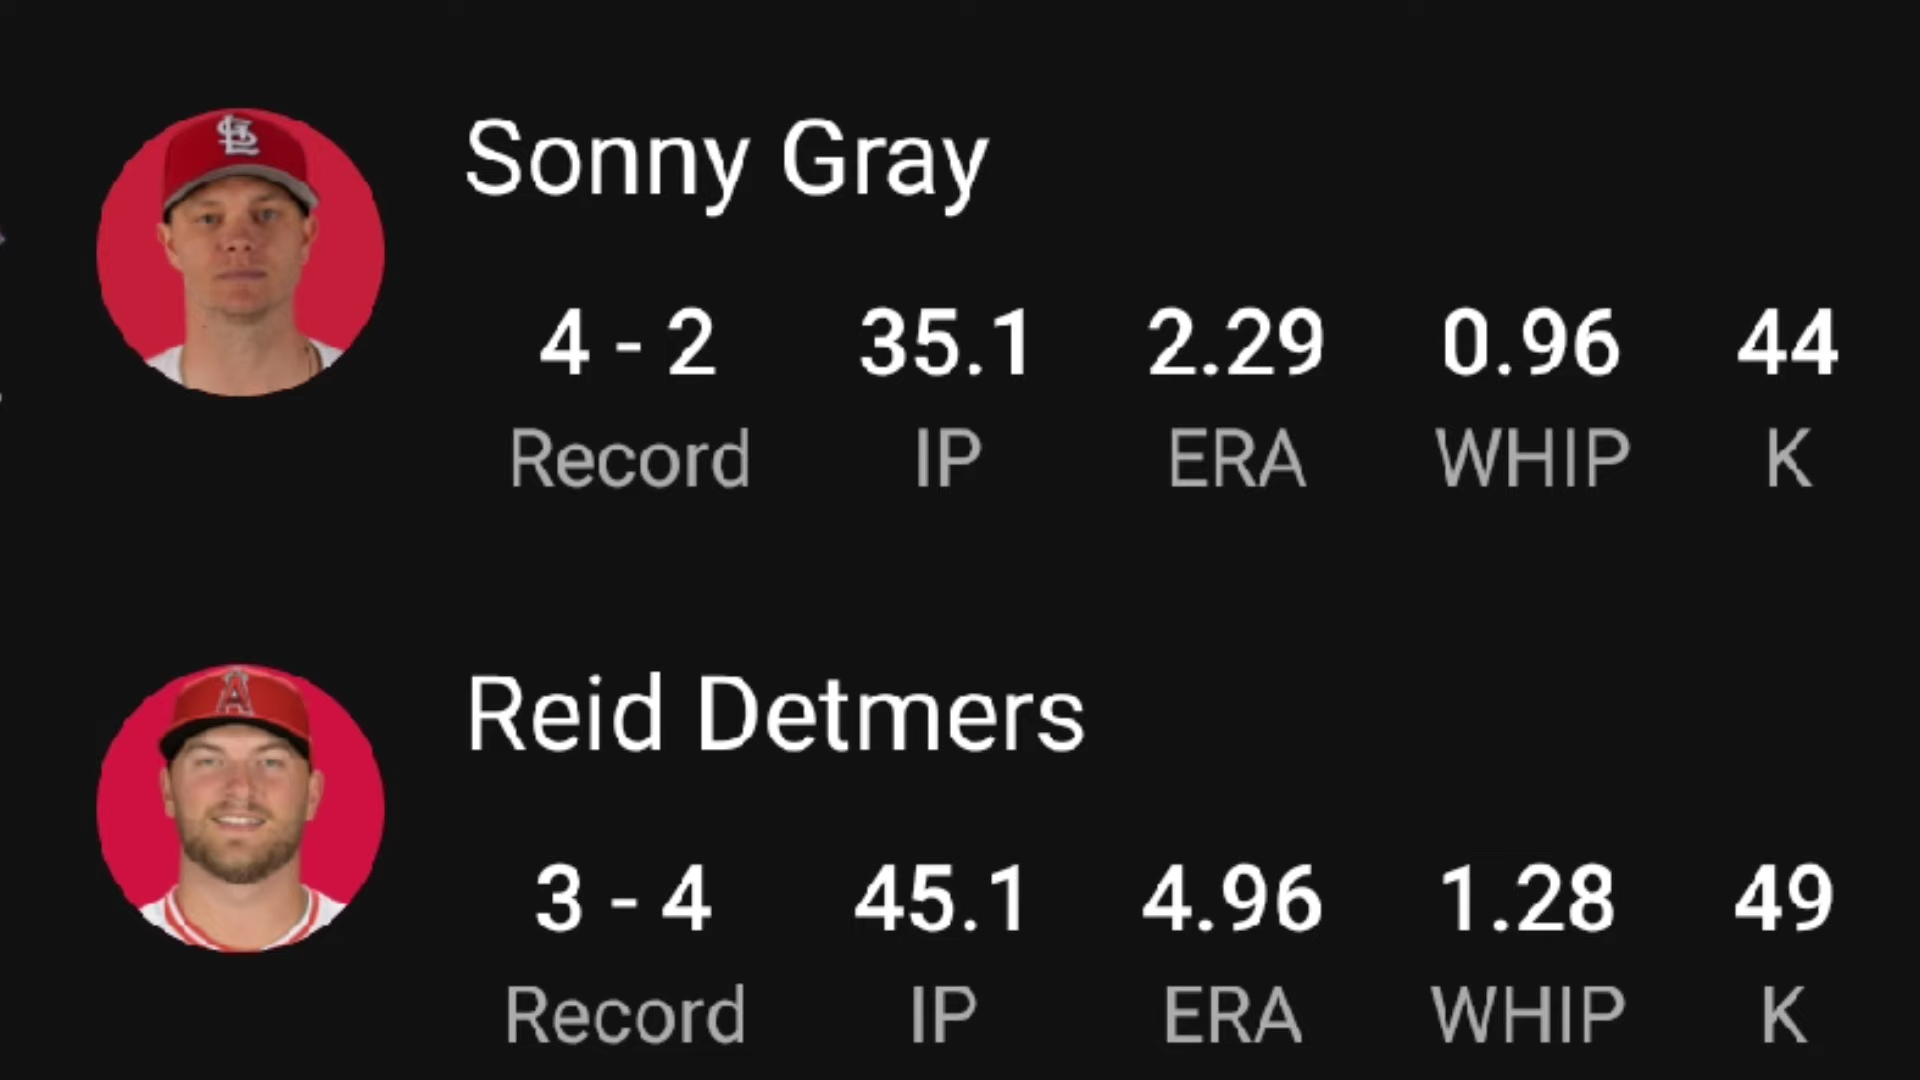 Sonny Gray
4 - 2 35.1 2.29 0.96 44
Record IP ERA WHIP K
Reid Detmers
3 - 4 45.1 4.96 1.28 49
Record IP ERA WHIP K